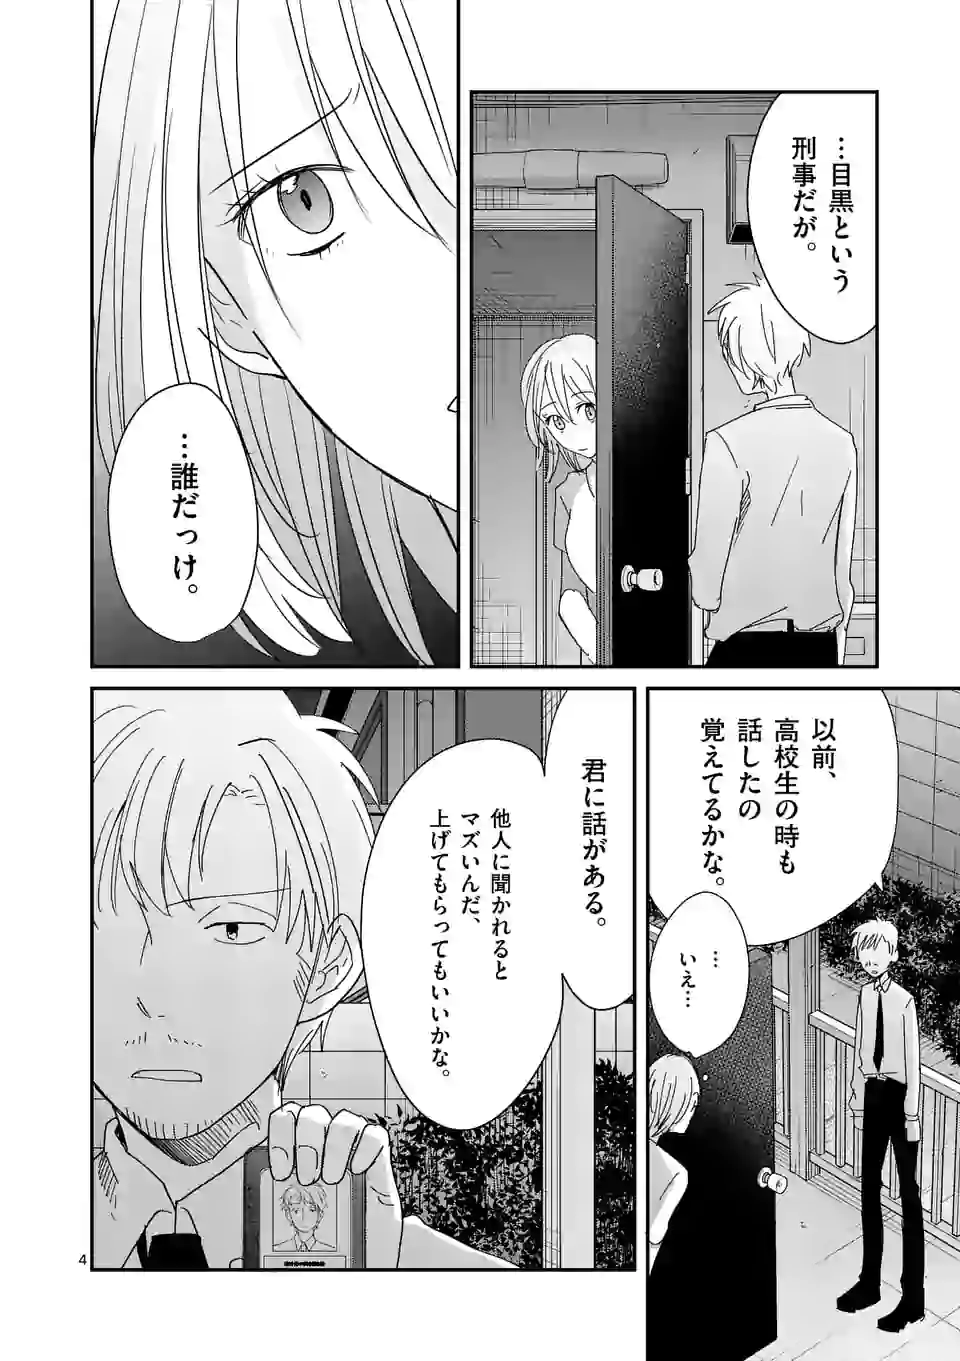 …目黒という
刑事だが。
…誰だっけ。
以前、
高校生の時も
話したの
覚えてるかな。
…
いえ…
君に話がある。
他人に聞かれると
マズいんだ、
上げてもらってもいいかな。
4